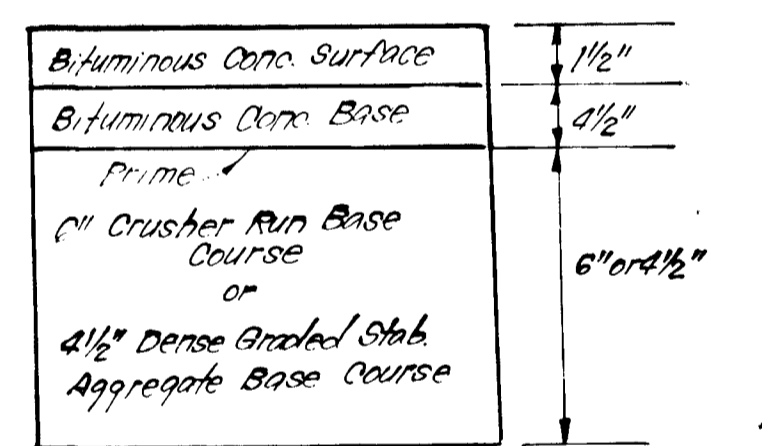 Bituminous Conc. Surface
1½"
Bituminous Conc. Base
4½"
Prime
6" Crusher Run Base
Course
or
6" or 4½"
4½" Dense Graded Stab.
Aggregate Base Course